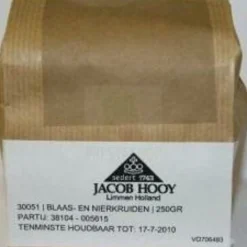 sedert 1743
JACOB HOOY
Limmen Holland
30051 | BLAAS- EN NIERKRUIDEN | 250GR
PARTIJ: 38104 - 005615
TENMINSTE HOUDBAAR TOT: 17-7-2010
VD706493